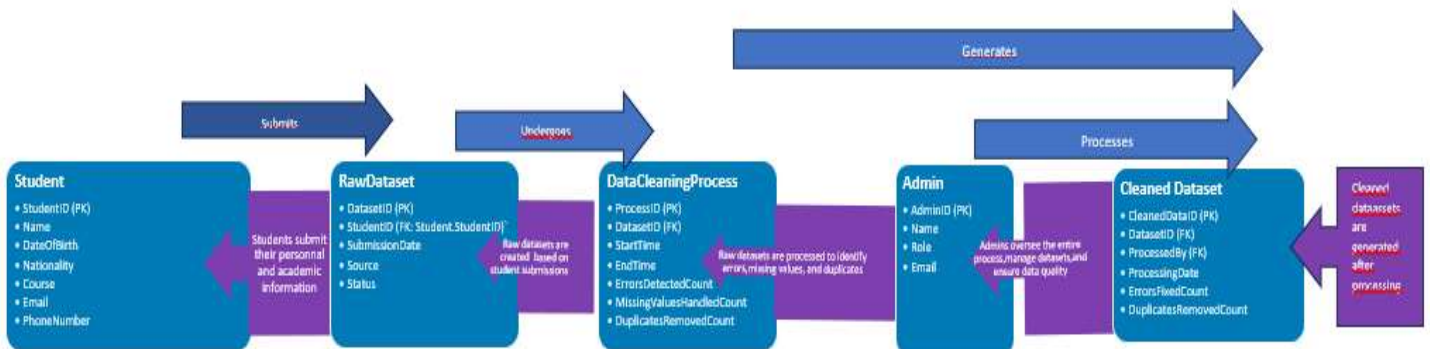 Generates
Submits
Undergoes
Processes
Student
• StudentID (PK)
• Name
• DateOfBirth
• Nationality
• Course
• Email
• PhoneNumber
Students submit
their personnal
and academic
information
RawDataset
• DatasetID (PK)
• StudentID (FK: Student.StudentID)
• SubmissionDate
• Source
• Status
Raw datasets are
created based on
student submissions
DataCleaningProcess
• ProcessID (PK)
• DatasetID (FK)
• StartTime
• EndTime
• ErrorsDetectedCount
• MissingValuesHandledCount
• DuplicatesRemovedCount
Raw datasets are processed to identify
errors,missing values, and duplicates
Admin
• AdminID (PK)
• Name
• Role
• Email
Admins oversee the entire
process,manage datasets,and
ensure data quality
Cleaned Dataset
• CleanedDataID (PK)
• DatasetID (FK)
• ProcessedBy (FK)
• ProcessingDate
• ErrorsFixedCount
• DuplicatesRemovedCount
Cleaned
dataassets
are
generated
after
processing